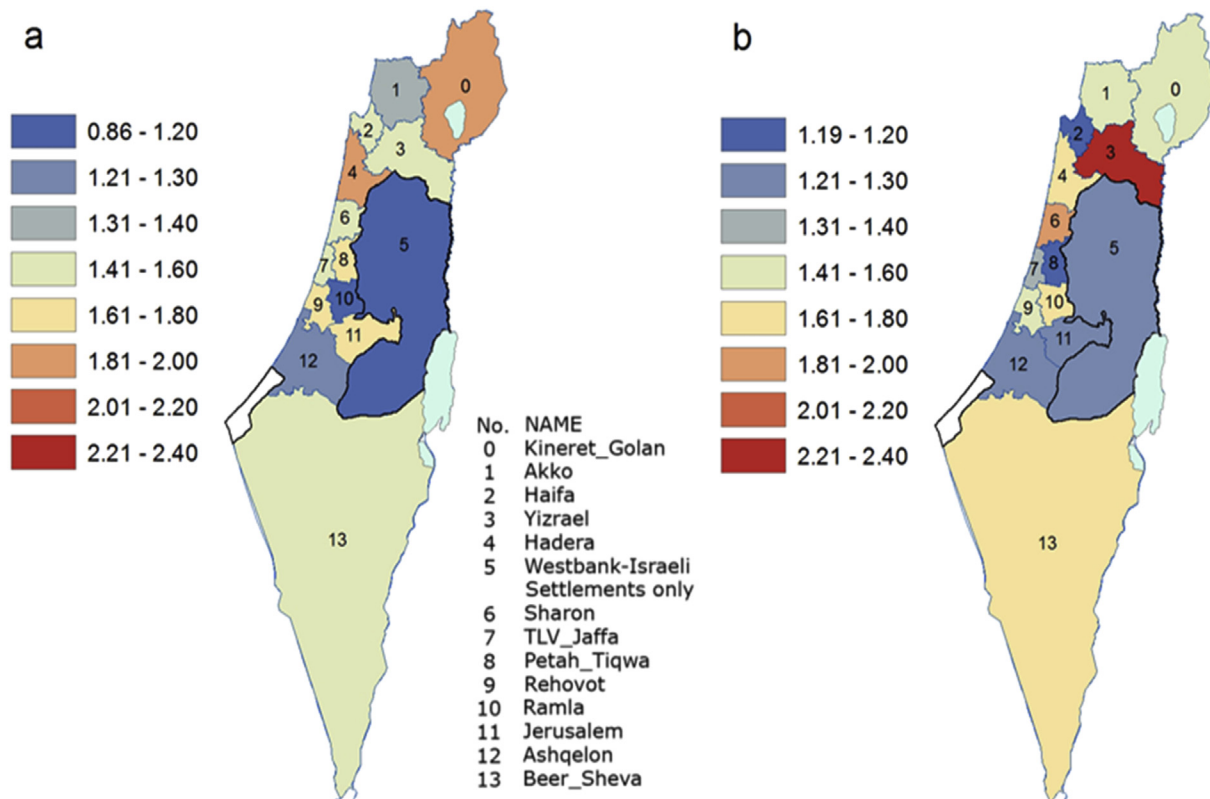 a
0.86 - 1.20
1.21 - 1.30
1.31 - 1.40
1.41 - 1.60
1.61 - 1.80
1.81 - 2.00
2.01 - 2.20
2.21 - 2.40
0
1
2
3
4
5
6
7
8
9
10
11
12
13
No. NAME
0 Kineret_Golan
1 Akko
2 Haifa
3 Yizrael
4 Hadera
5 Westbank-Israeli
Settlements only
6 Sharon
7 TLV_Jaffa
8 Petah_Tiqwa
9 Rehovot
10 Ramla
11 Jerusalem
12 Ashqelon
13 Beer_Sheva
b
1.19 - 1.20
1.21 - 1.30
1.31 - 1.40
1.41 - 1.60
1.61 - 1.80
1.81 - 2.00
2.01 - 2.20
2.21 - 2.40
0
1
2
3
4
5
6
7
8
9
10
11
12
13